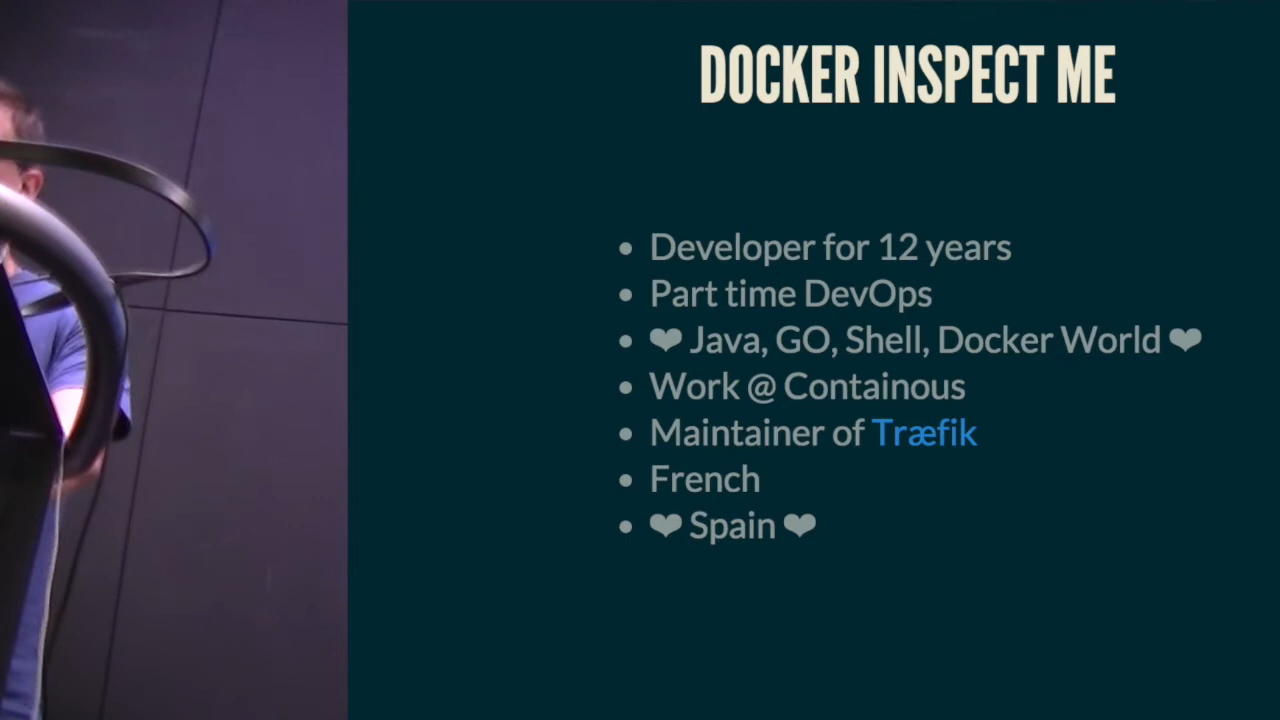 DOCKER INSPECT ME
Developer for 12 years
Part time DevOps
❤ Java, GO, Shell, Docker World ❤
Work @ Containous
Maintainer of Træfik
French
❤ Spain ❤